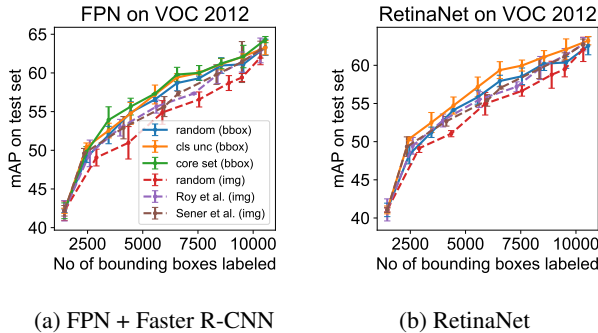 FPN on VOC 2012
mAP on test set
65
60
55
50
45
40
random (bbox)
cls unc (bbox)
core set (bbox)
random (img)
Roy et al. (img)
Sener et al. (img)
2500 5000 7500 10000
No of bounding boxes labeled
(a) FPN + Faster R-CNN
RetinaNet on VOC 2012
mAP on test set
60
55
50
45
40
2500 5000 7500 10000
No of bounding boxes labeled
(b) RetinaNet